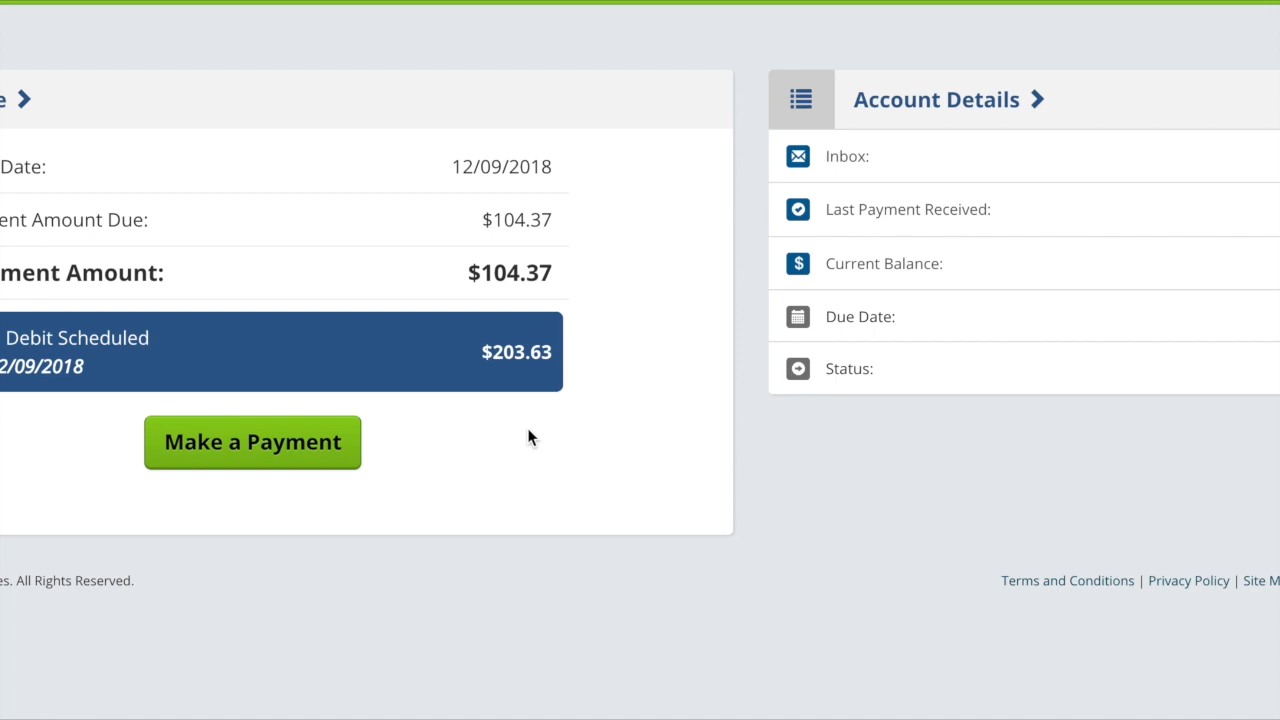 e
Date:
12/09/2018
ent Amount Due:
$104.37
ment Amount:
$104.37
Debit Scheduled
2/09/2018
$203.63
Make a Payment
Account Details
Inbox:
Last Payment Received:
Current Balance:
Due Date:
Status:
es. All Rights Reserved.
Terms and Conditions | Privacy Policy | Site M